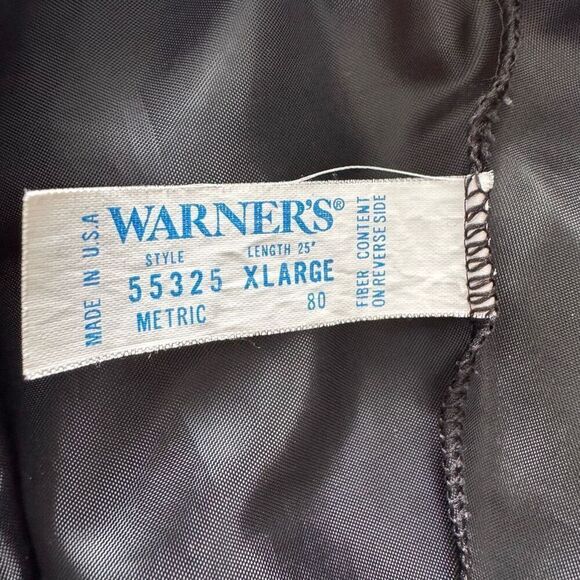 MADE IN U.S.A
WARNER'S®
STYLE LENGTH 25"
55325 XLARGE
METRIC 80
FIBER CONTENT
ON REVERSE SIDE